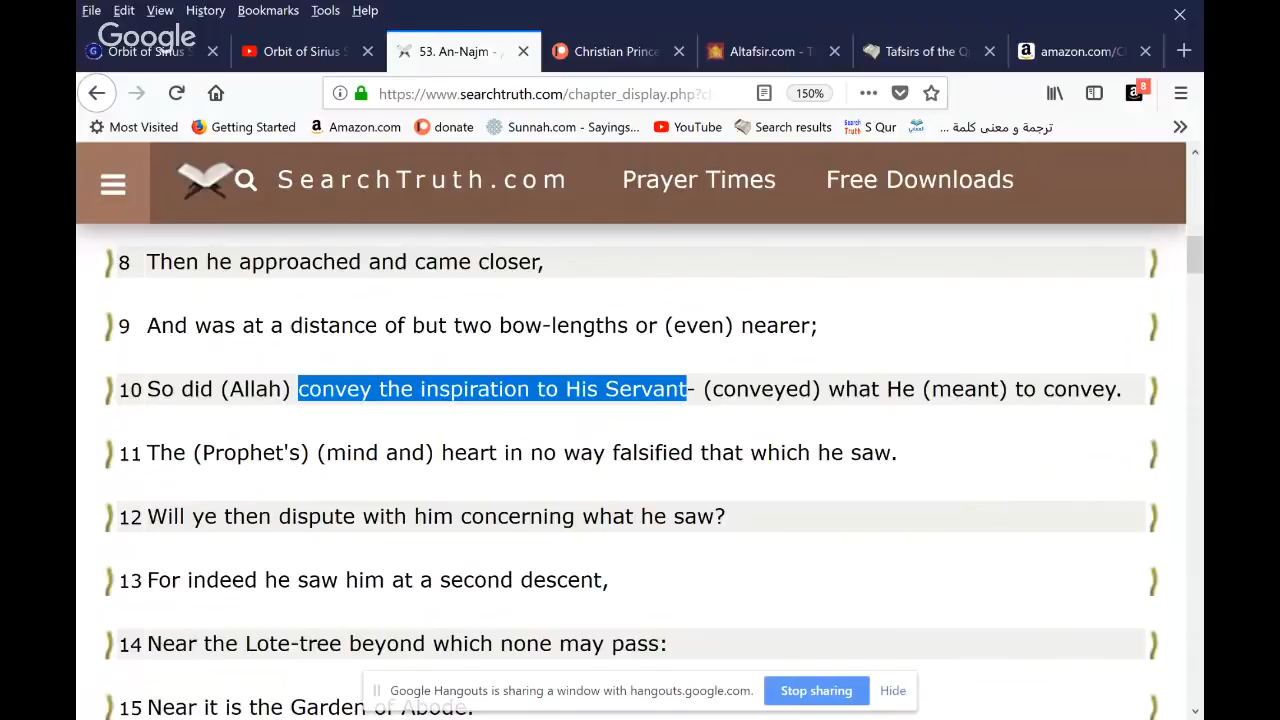 File Edit View History Bookmarks Tools Help
Google
Orbit of Sirius Orbit of Sirius 53. An-Najm - Christian Prince Altafsir.com - T Tafsirs of the Q amazon.com/C
https://www.searchtruth.com/chapter_display.php?c 150% 8
Most Visited Getting Started Amazon.com donate Sunnah.com - Sayings... YouTube Search results S Qur ترجمة و معنى كلمة ...
SearchTruth.com Prayer Times Free Downloads
8 Then he approached and came closer,
9 And was at a distance of but two bow-lengths or (even) nearer;
10 So did (Allah) convey the inspiration to His Servant- (conveyed) what He (meant) to convey.
11 The (Prophet's) (mind and) heart in no way falsified that which he saw.
12 Will ye then dispute with him concerning what he saw?
13 For indeed he saw him at a second descent,
14 Near the Lote-tree beyond which none may pass:
Google Hangouts is sharing a window with hangouts.google.com. Stop sharing Hide
15 Near it is the Garden of Abode.